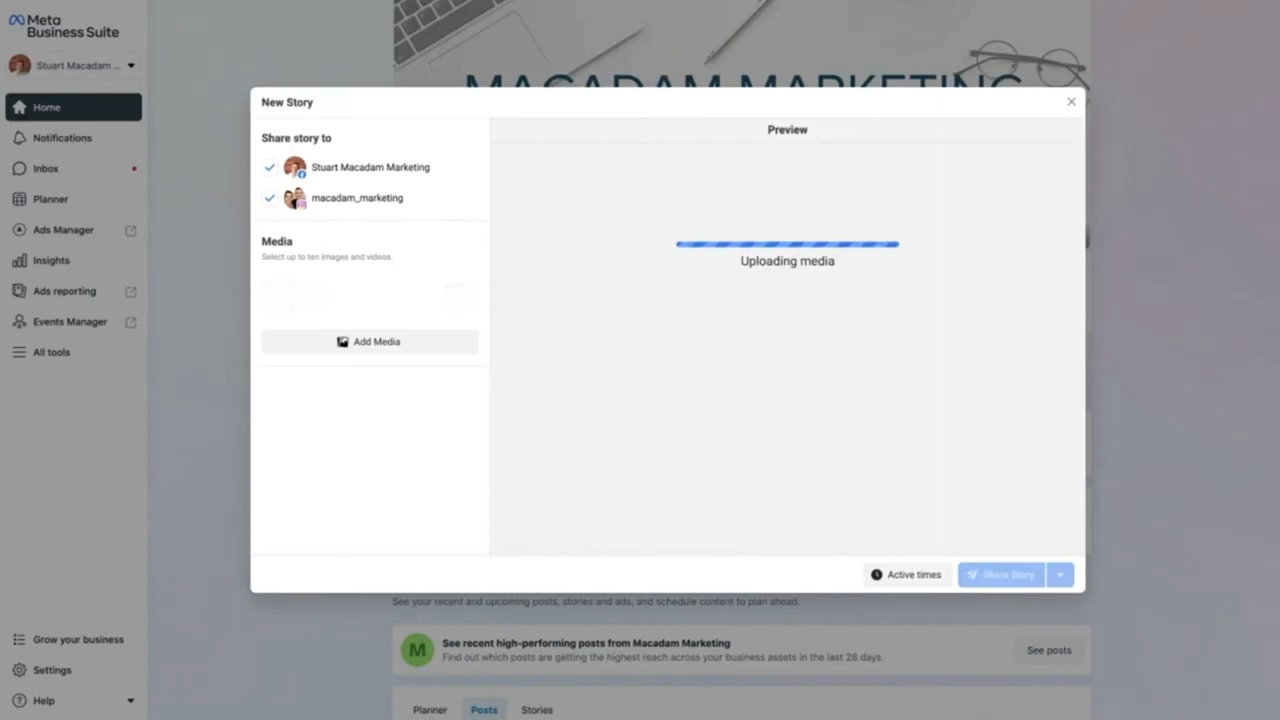 Meta
Business Suite
Stuart Macadam ...
Home
Notifications
Inbox
Planner
Ads Manager
Insights
Ads reporting
Events Manager
All tools
Grow your business
Settings
Help
MACADAM MARKETING
New Story
Share story to
Stuart Macadam Marketing
macadam_marketing
Media
Select up to ten images and videos.
Add Media
Preview
Uploading media
Active times
Share Story
See your recent and upcoming posts, stories and ads, and schedule content to plan ahead.
M
See recent high-performing posts from Macadam Marketing
Find out which posts are getting the highest reach across your business assets in the last 28 days.
See posts
Planner
Posts
Stories